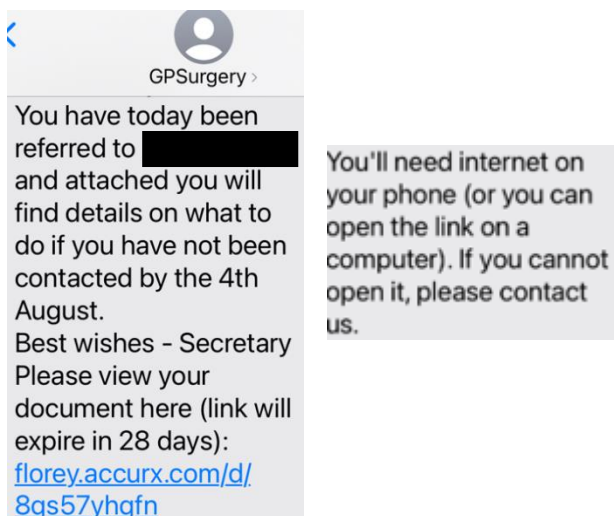 GPSurgery
You have today been
referred to
and attached you will
find details on what to
do if you have not been
contacted by the 4th
August.
Best wishes - Secretary
Please view your
document here (link will
expire in 28 days):
florey.accurx.com/d/
8gs57yhgfn
You'll need internet on
your phone (or you can
open the link on a
computer). If you cannot
open it, please contact
us.